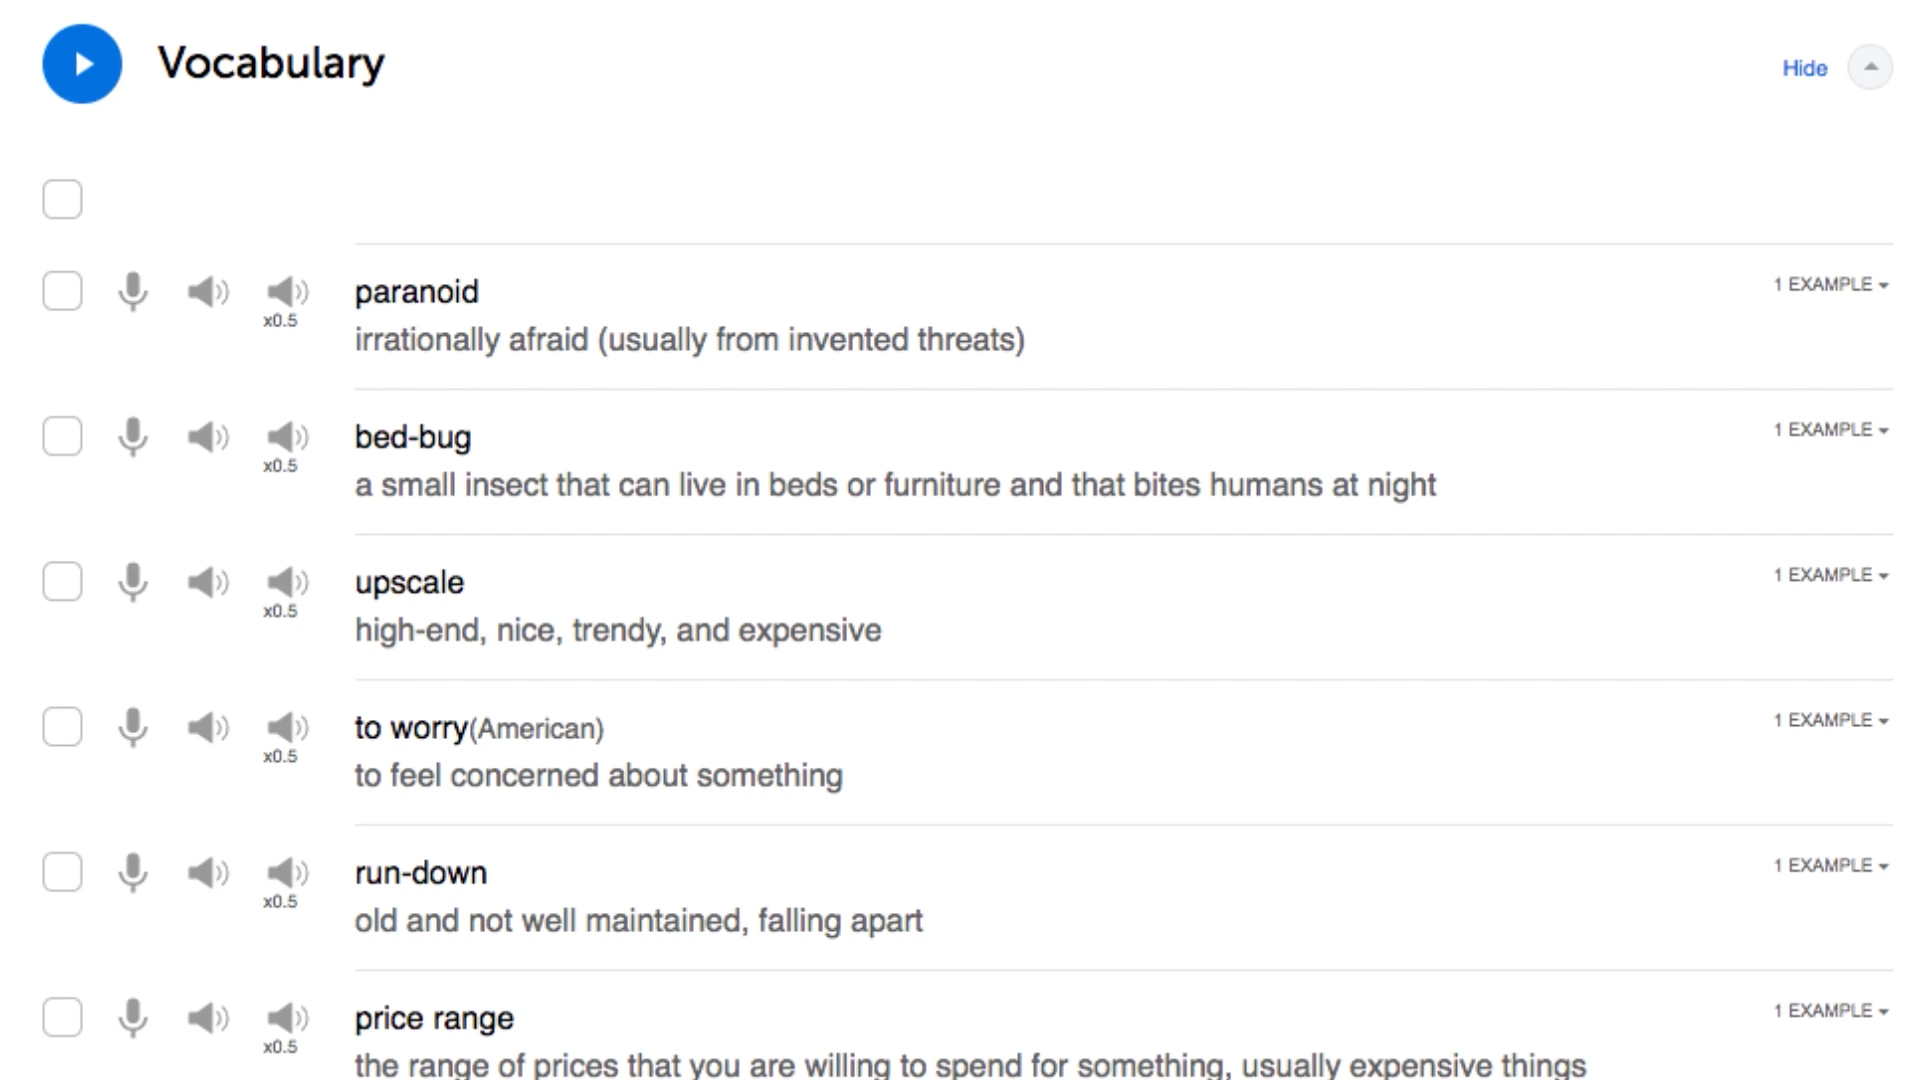 Vocabulary
Hide
paranoid
1 EXAMPLE
x0.5
irrationally afraid (usually from invented threats)
bed-bug
1 EXAMPLE
x0.5
a small insect that can live in beds or furniture and that bites humans at night
upscale
1 EXAMPLE
x0.5
high-end, nice, trendy, and expensive
to worry(American)
1 EXAMPLE
x0.5
to feel concerned about something
run-down
1 EXAMPLE
x0.5
old and not well maintained, falling apart
price range
1 EXAMPLE
x0.5
the range of prices that you are willing to spend for something, usually expensive things